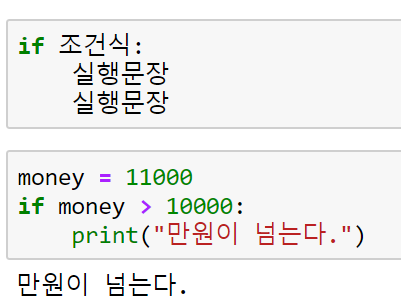 if 조건식:
    실행문장
    실행문장
money = 11000
if money > 10000:
    print("만원이 넘는다.")
만원이 넘는다.